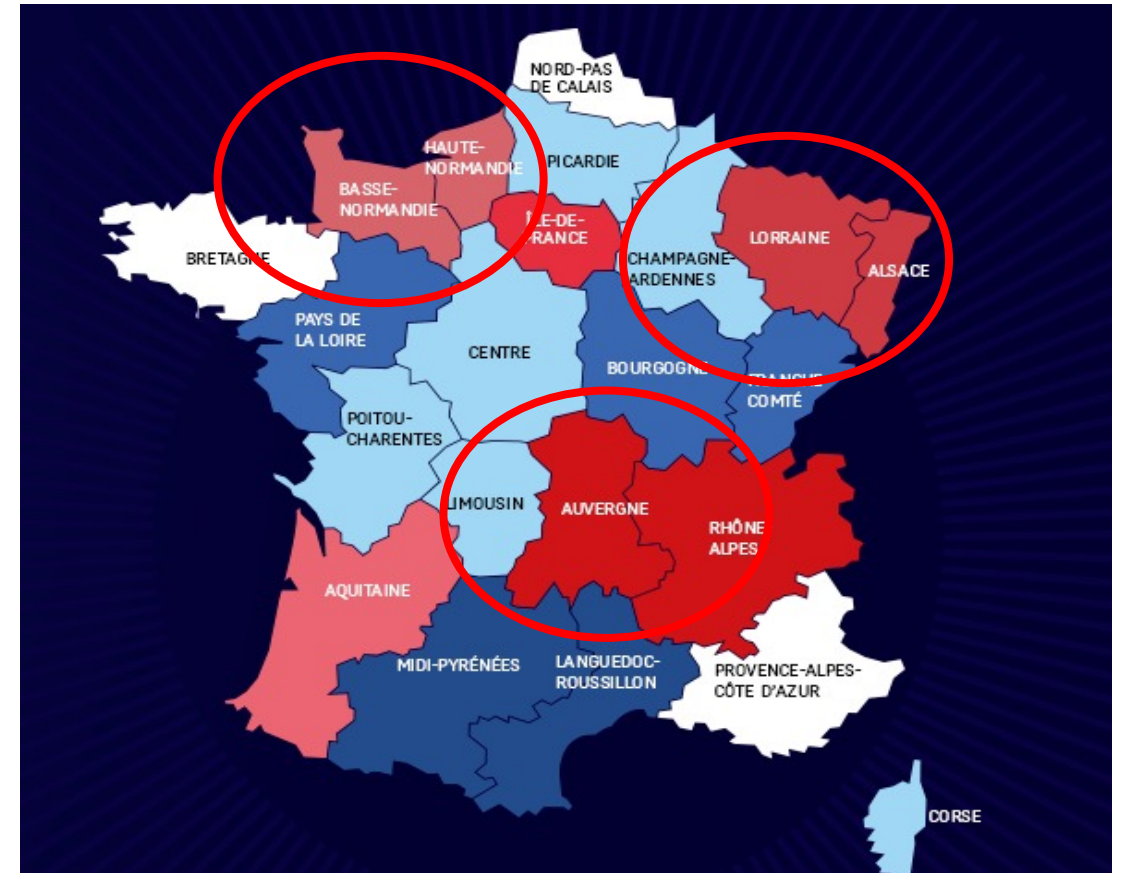 NORD-PAS
DE CALAIS
HAUTE-
NORMANDIE
PICARDIE
BASSE-
NORMANDIE
ÎLE-DE-
FRANCE
LORRAINE
BRETAGNE
CHAMPAGNE-
ARDENNES
ALSACE
PAYS DE
LA LOIRE
CENTRE
BOURGOGNE
FRANCHE
COMTÉ
POITOU-
CHARENTES
LIMOUSIN
AUVERGNE
RHÔNE
ALPES
AQUITAINE
MIDI-PYRÉNÉES
LANGUEDOC-
ROUSSILLON
PROVENCE-ALPES-
CÔTE D'AZUR
CORSE